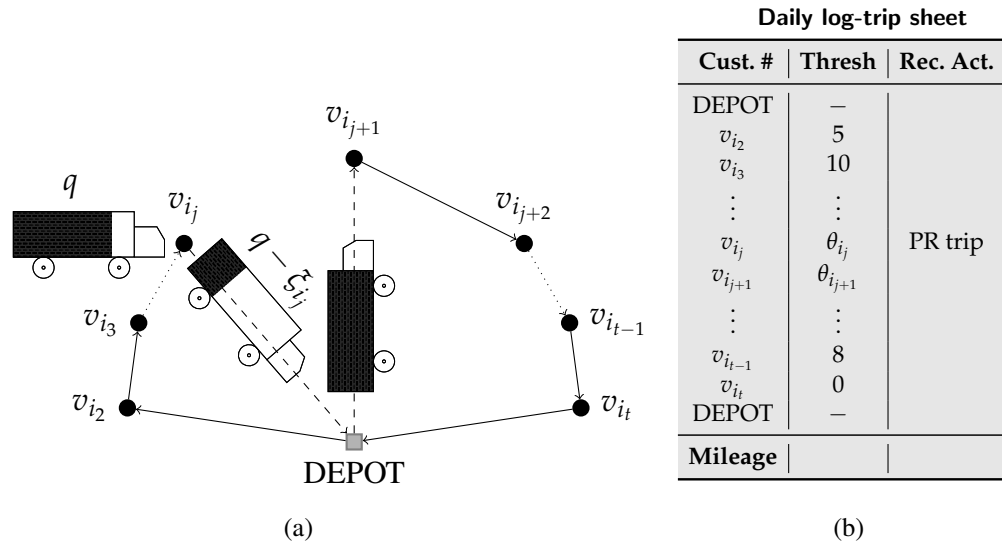 v_{i_{j+1}}
q
v_{i_j}
q − ξ_{i_j}
v_{i_{j+2}}
v_{i_3}
v_{i_{t−1}}
v_{i_2}
v_{i_t}
DEPOT
(a)
Daily log-trip sheet
Cust. # Thresh Rec. Act.
DEPOT −
v_{i_2} 5
v_{i_3} 10
⋮ ⋮
v_{i_j} θ_{i_j} PR trip
v_{i_{j+1}} θ_{i_{j+1}}
⋮ ⋮
v_{i_{t−1}} 8
v_{i_t} 0
DEPOT −
Mileage
(b)